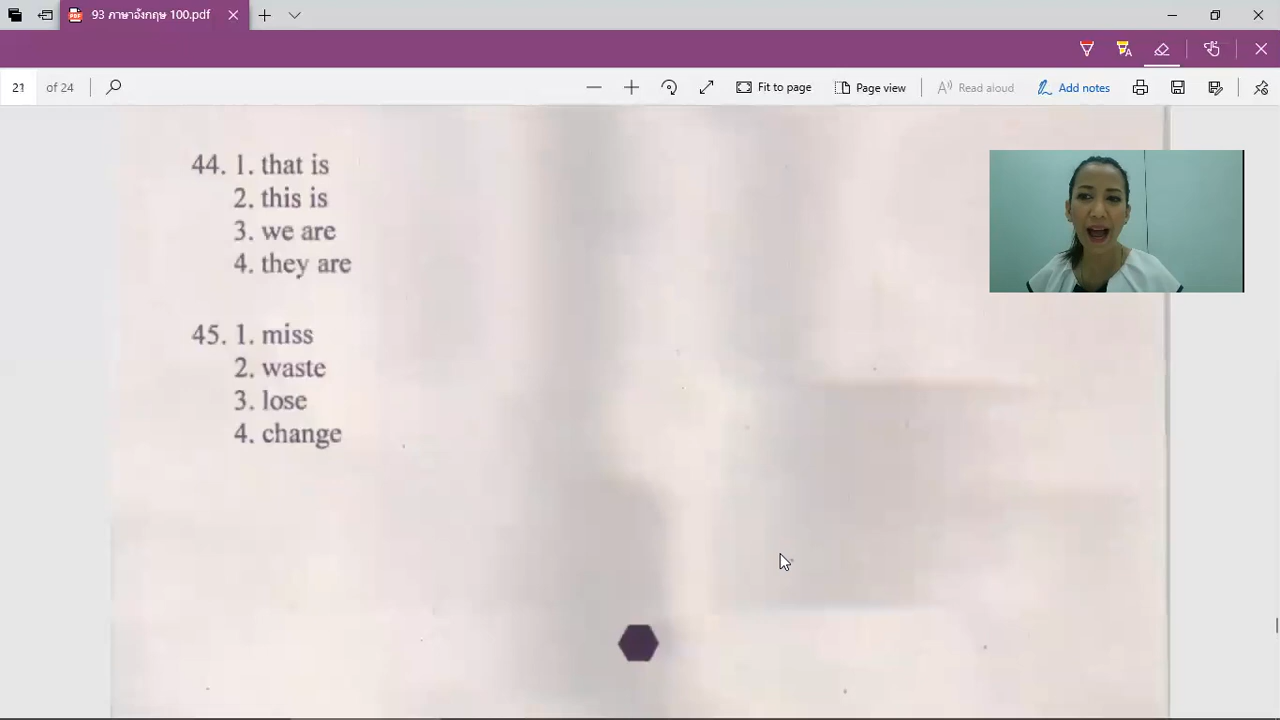 93 ภาษาอังกฤษ 100.pdf
21 of 24
Fit to page
Page view
Read aloud
Add notes
44. 1. that is
2. this is
3. we are
4. they are
45. 1. miss
2. waste
3. lose
4. change